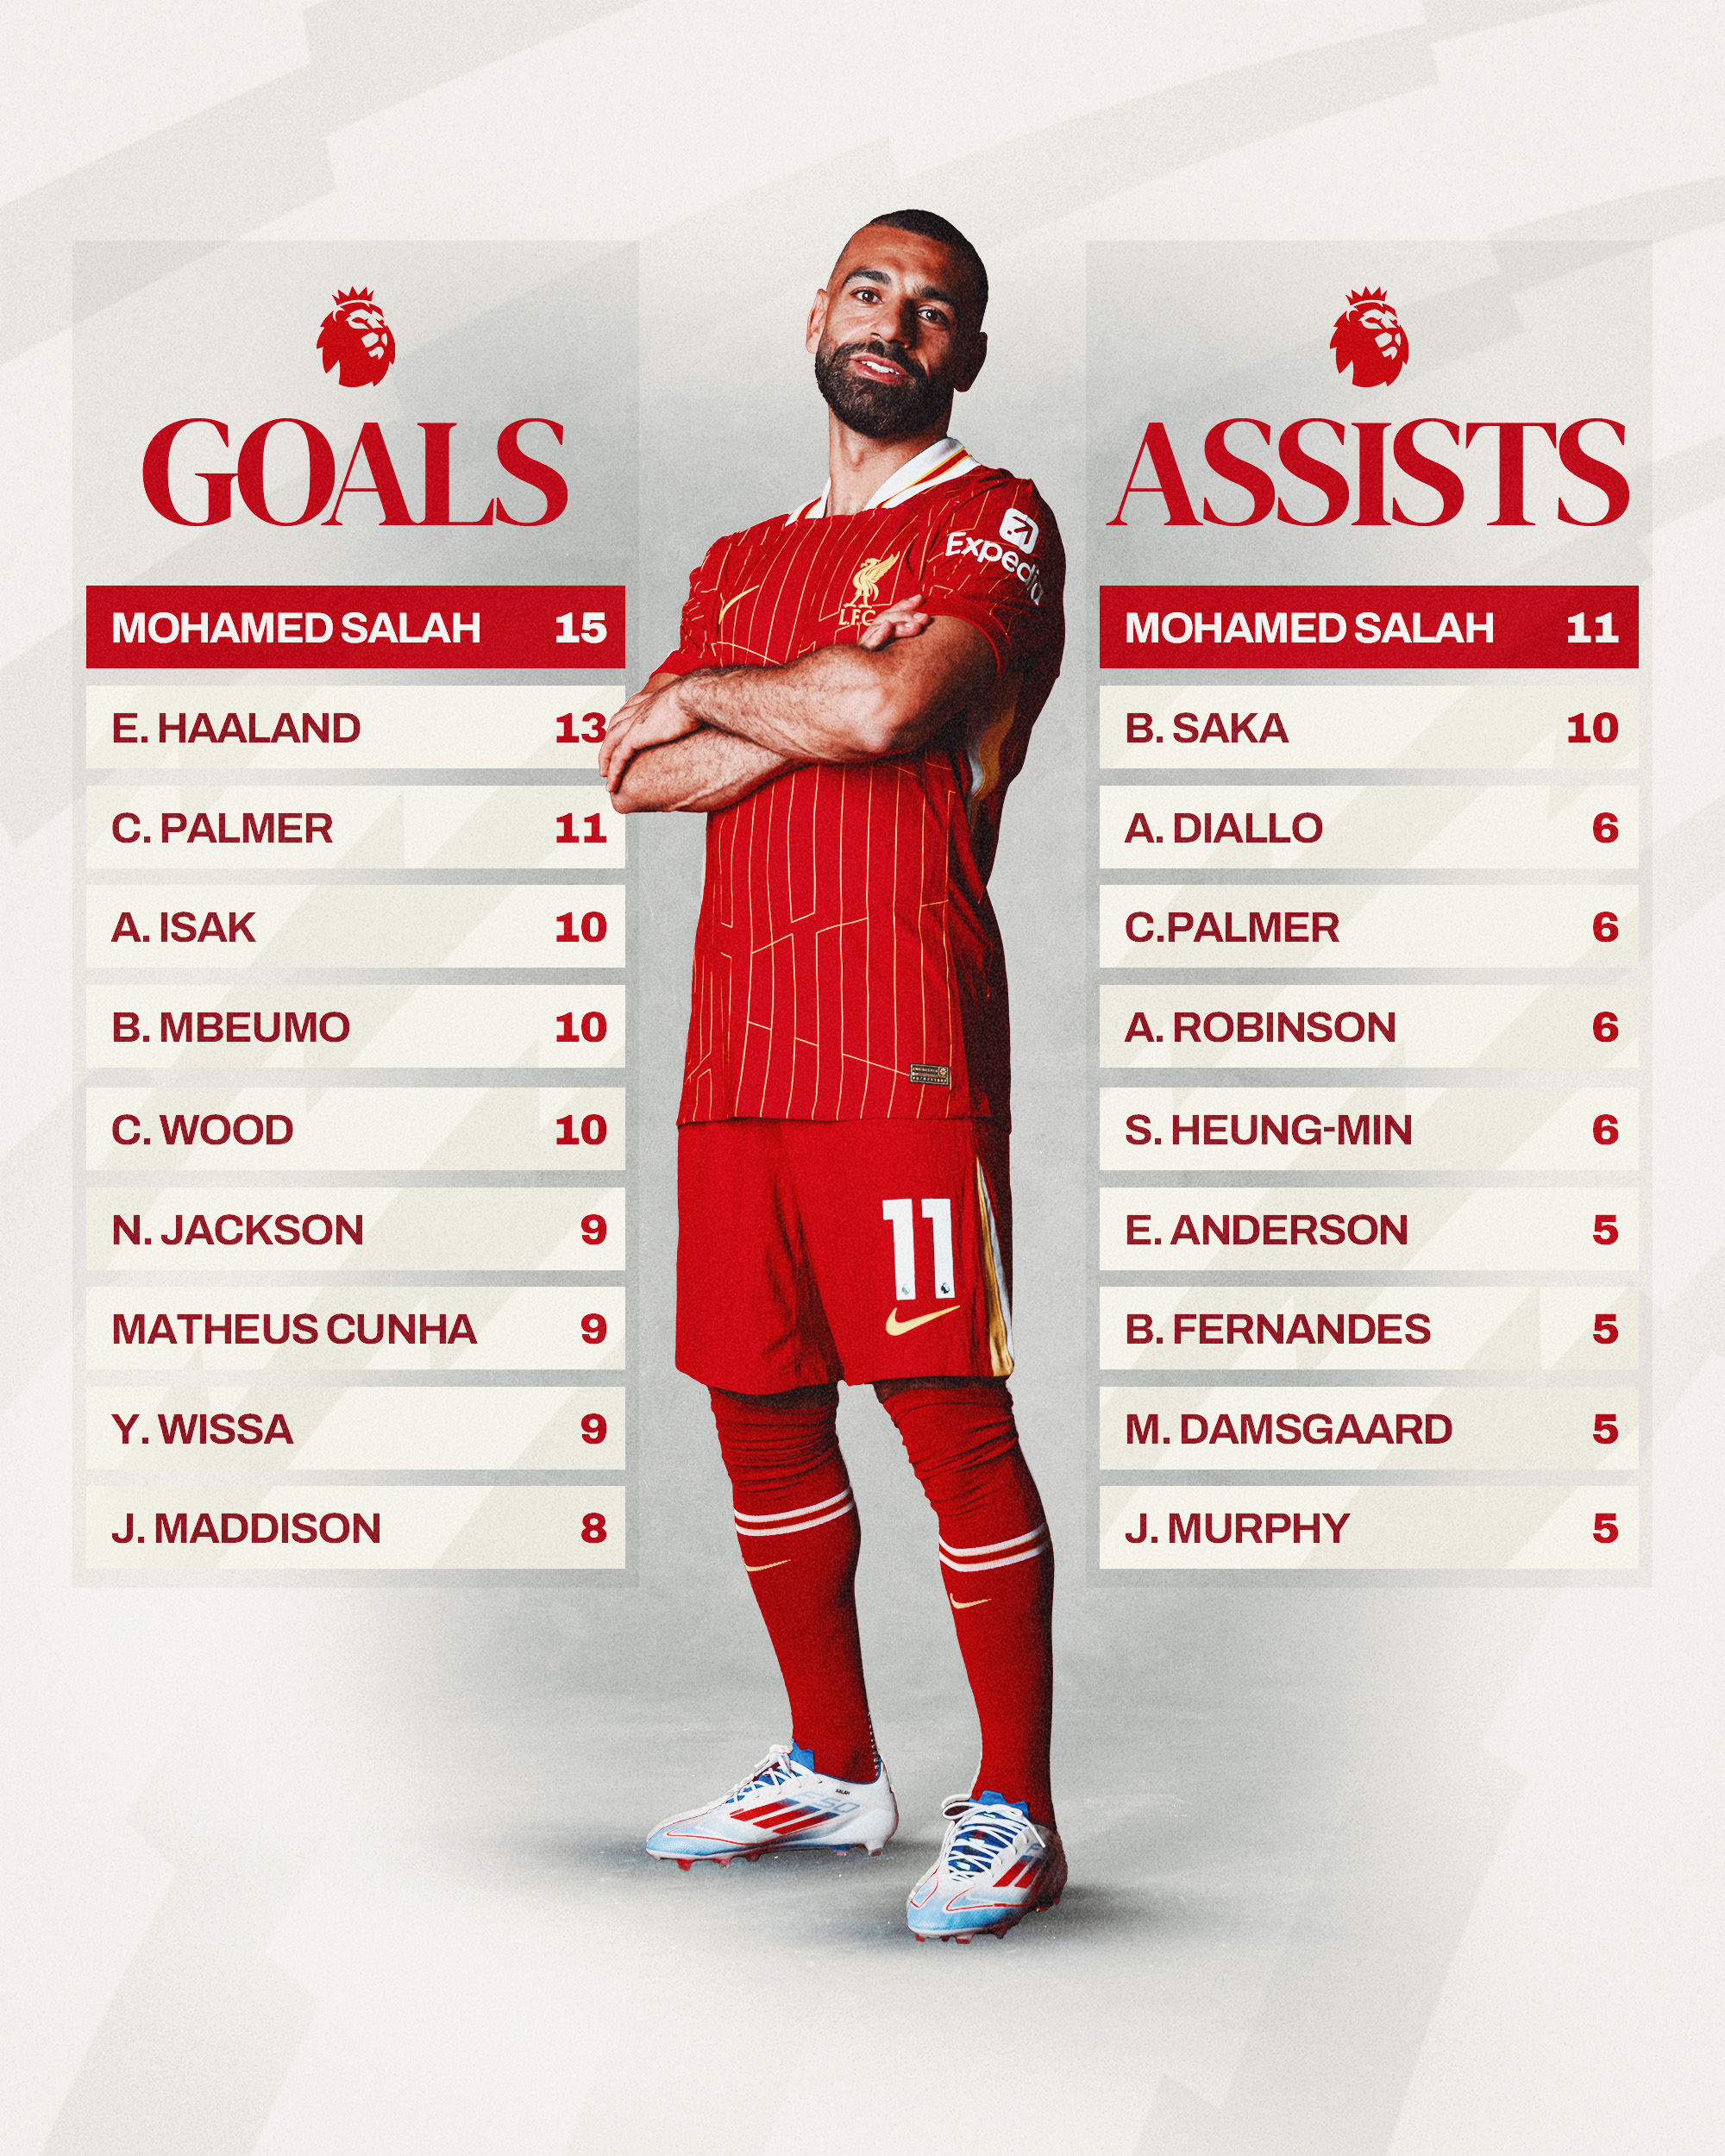 GOALS
MOHAMED SALAH 15
E. HAALAND 13
C. PALMER 11
A. ISAK 10
B. MBEUMO 10
C. WOOD 10
N. JACKSON 9
MATHEUS CUNHA 9
Y. WISSA 9
J. MADDISON 8
Expedia
L.F.C
11
F50
ASSISTS
MOHAMED SALAH 11
B. SAKA 10
A. DIALLO 6
C.PALMER 6
A. ROBINSON 6
S. HEUNG-MIN 6
E. ANDERSON 5
B. FERNANDES 5
M. DAMSGAARD 5
J. MURPHY 5